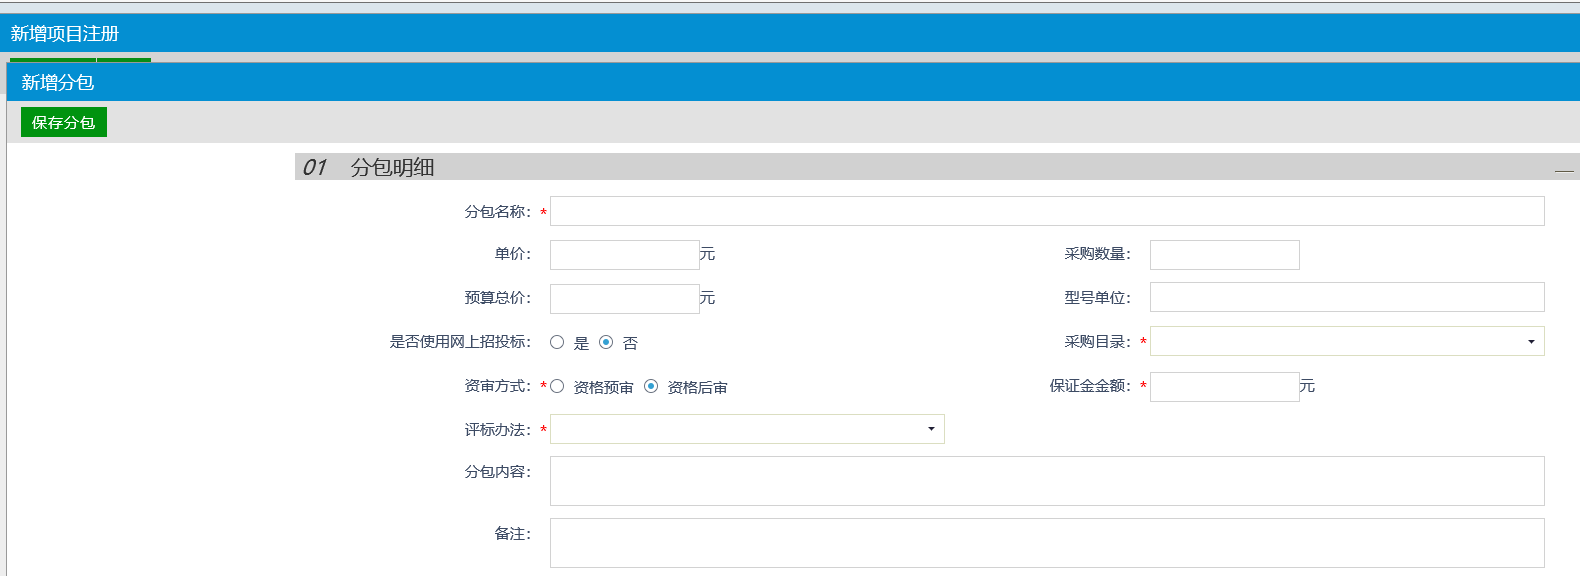 新增项目注册
新增分包
保存分包
01 分包明细
分包名称：*
单价： 元 采购数量：
预算总价： 元 型号单位：
是否使用网上招投标： 是 否 采购目录：*
资审方式：* 资格预审 资格后审 保证金金额：* 元
评标办法：*
分包内容：
备注：